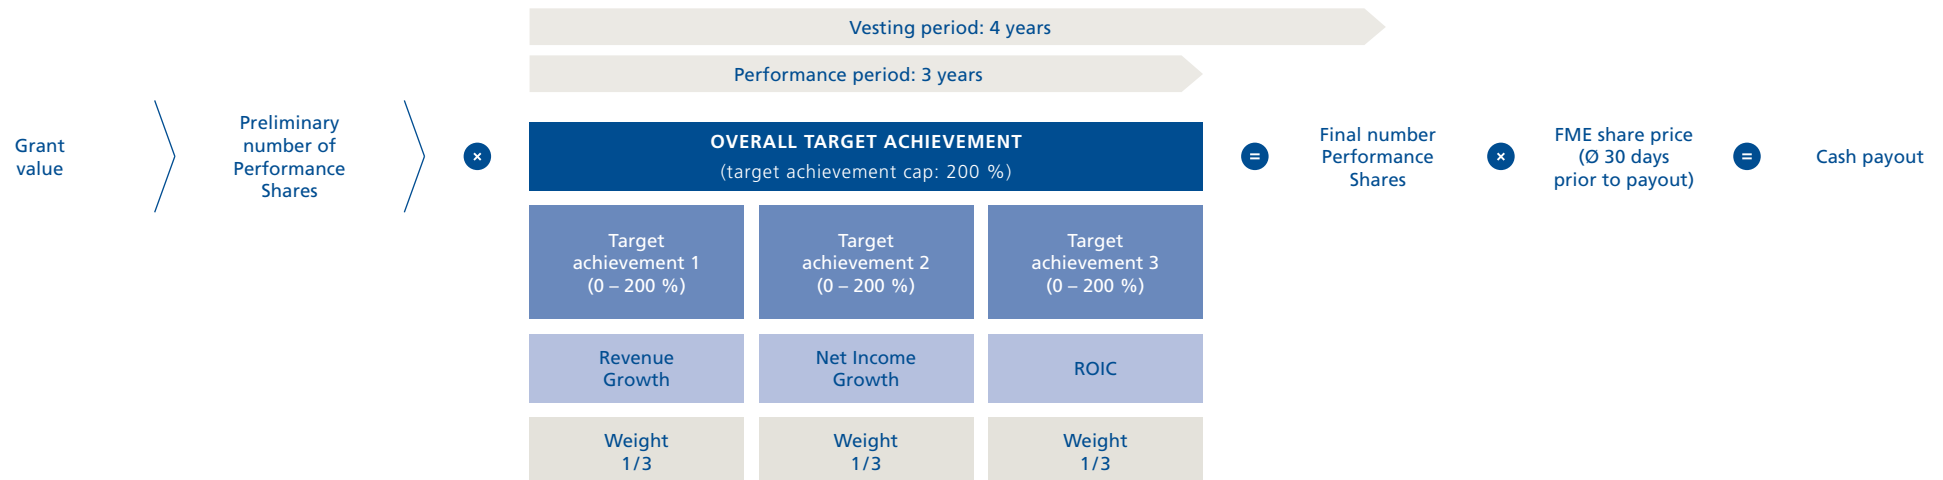 Vesting period: 4 years
Performance period: 3 years
Grant
value
Preliminary
number of
Performance
Shares
×
OVERALL TARGET ACHIEVEMENT
(target achievement cap: 200 %)
=
Final number
Performance
Shares
×
FME share price
(Ø 30 days
prior to payout)
=
Cash payout
Target
achievement 1
(0 – 200 %)
Target
achievement 2
(0 – 200 %)
Target
achievement 3
(0 – 200 %)
Revenue
Growth
Net Income
Growth
ROIC
Weight
1/3
Weight
1/3
Weight
1/3